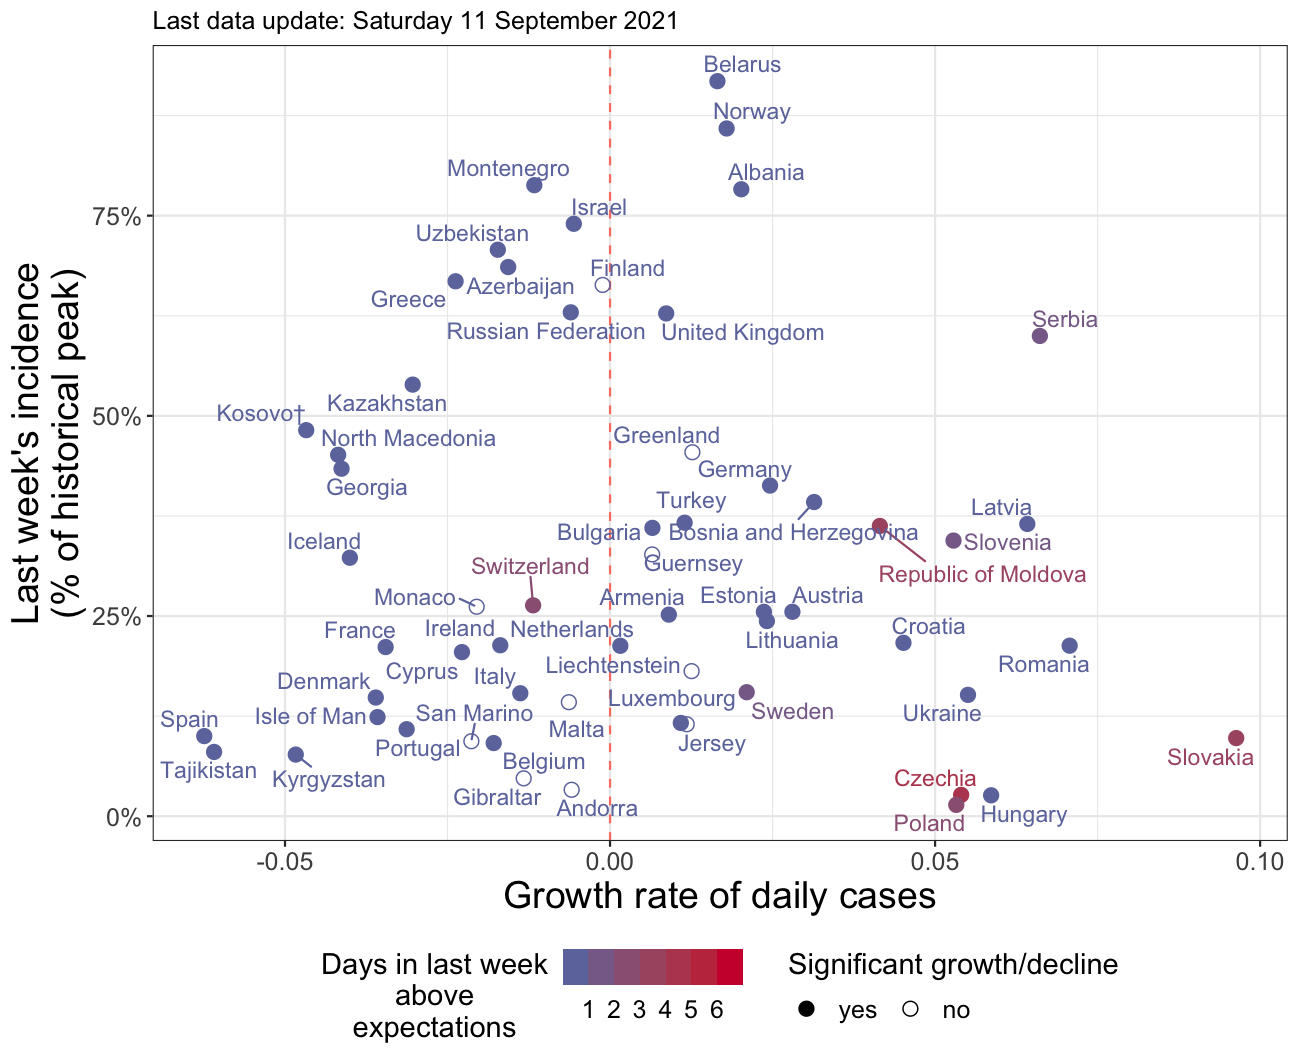 Last data update: Saturday 11 September 2021
Last week's incidence
(% of historical peak)
75%
50%
25%
0%
Belarus
Norway
Montenegro
Albania
Israel
Uzbekistan
Finland
Azerbaijan
Greece
Russian Federation
United Kingdom
Serbia
Kazakhstan
Kosovo†
North Macedonia
Greenland
Germany
Georgia
Turkey
Latvia
Bulgaria
Bosnia and Herzegovina
Iceland
Slovenia
Guernsey
Switzerland
Republic of Moldova
Monaco
Armenia
Estonia
Austria
France
Ireland
Netherlands
Croatia
Lithuania
Liechtenstein
Romania
Cyprus
Italy
Denmark
Luxembourg
Sweden
Ukraine
Spain
Isle of Man
San Marino
Malta
Portugal
Jersey
Slovakia
Belgium
Tajikistan
Kyrgyzstan
Czechia
Gibraltar
Andorra
Hungary
Poland
-0.05
0.00
0.05
0.10
Growth rate of daily cases
Days in last week
above
expectations
1 2 3 4 5 6
Significant growth/decline
yes
no